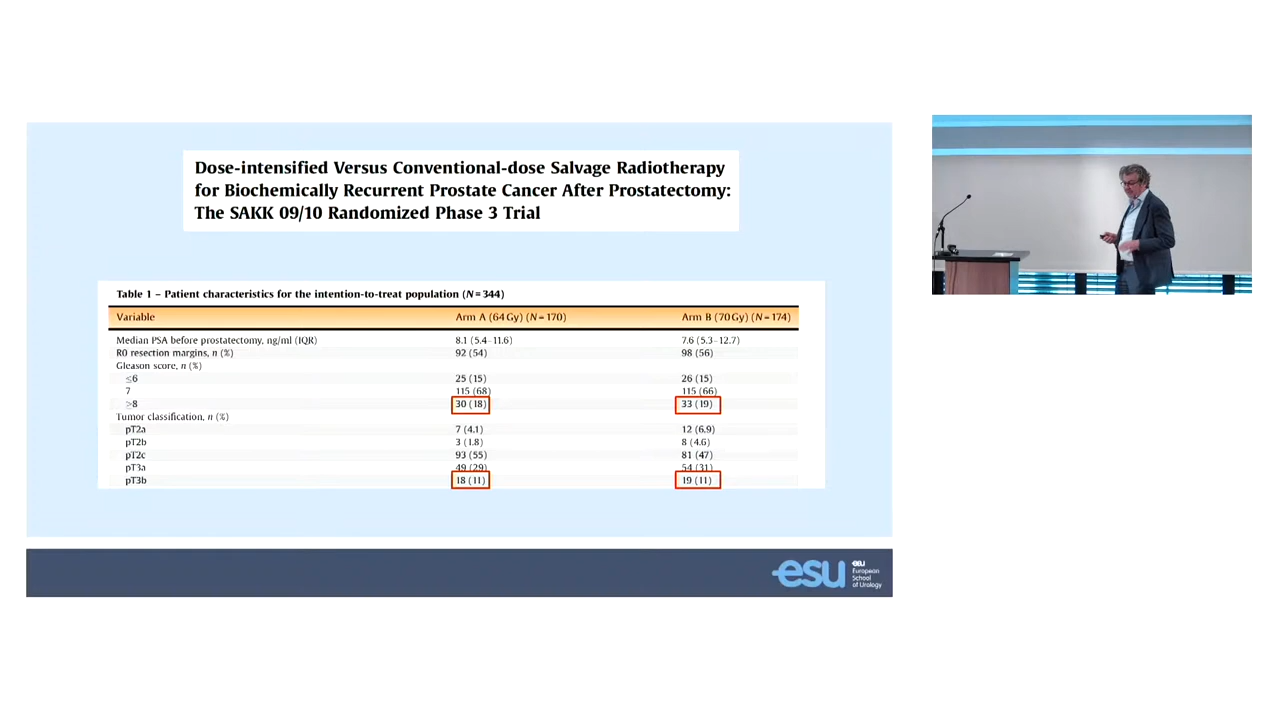 Dose-intensified Versus Conventional-dose Salvage Radiotherapy
for Biochemically Recurrent Prostate Cancer After Prostatectomy:
The SAKK 09/10 Randomized Phase 3 Trial
Table 1 – Patient characteristics for the intention-to-treat population (N = 344)
Variable Arm A (64 Gy) (N = 170) Arm B (70 Gy) (N = 174)
Median PSA before prostatectomy, ng/ml (IQR) 8.1 (5.4–11.6) 7.6 (5.3–12.7)
R0 resection margins, n (%) 92 (54) 98 (56)
Gleason score, n (%)
≤6 25 (15) 26 (15)
7 115 (68) 115 (66)
≥8 30 (18) 33 (19)
Tumor classification, n (%)
pT2a 7 (4.1) 12 (6.9)
pT2b 3 (1.8) 8 (4.6)
pT2c 93 (55) 81 (47)
pT3a 49 (29) 54 (31)
pT3b 18 (11) 19 (11)
esu
eau
European
School
of Urology